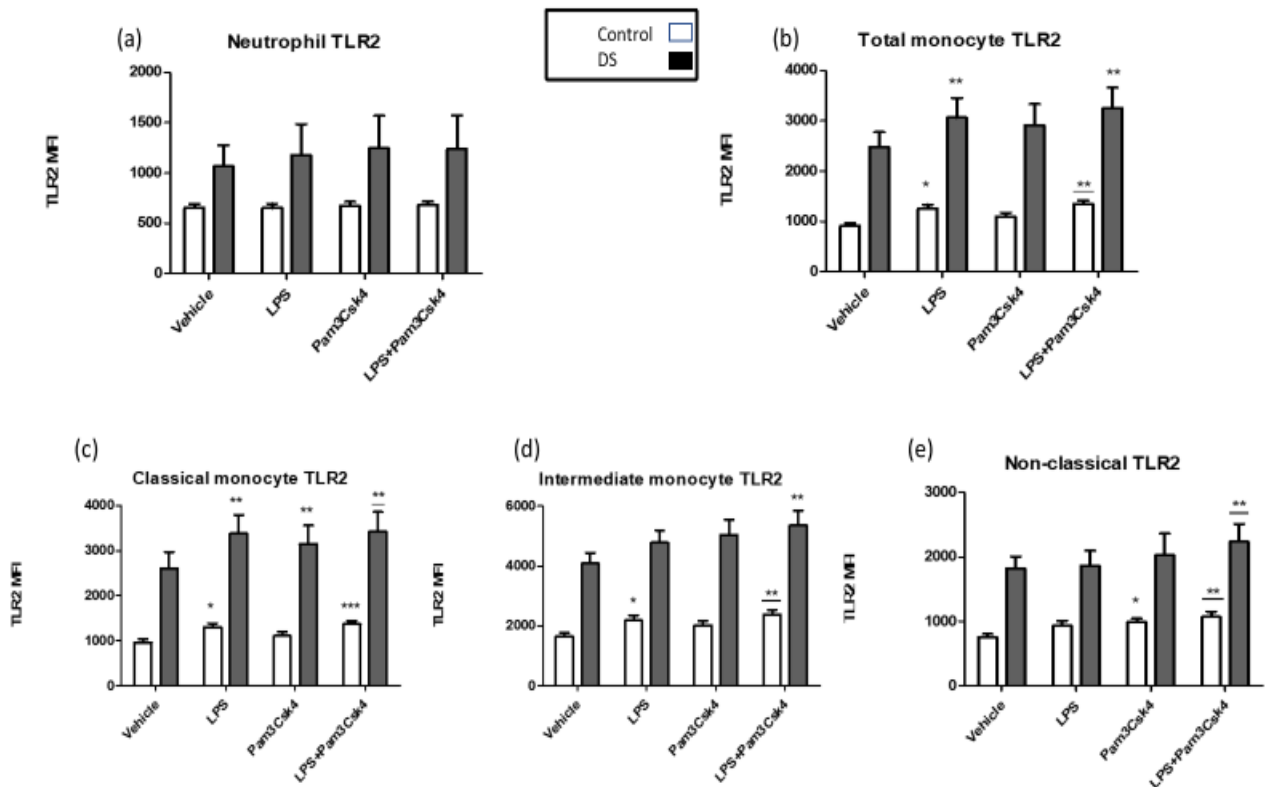 (a)
Neutrophil TLR2
TLR2 MFI
2000
1500
1000
500
0
Vehicle
LPS
Pam3Csk4
LPS+Pam3Csk4
Control
DS
(b)
Total monocyte TLR2
TLR2 MFI
4000
3000
2000
1000
0
*
**
**
**
Vehicle
LPS
Pam3Csk4
LPS+Pam3Csk4
(c)
Classical monocyte TLR2
TLR2 MFI
4000
3000
2000
1000
0
*
**
**
***
**
Vehicle
LPS
Pam3Csk4
LPS+Pam3Csk4
(d)
Intermediate monocyte TLR2
TLR2 MFI
6000
4000
2000
0
*
**
**
Vehicle
LPS
Pam3Csk4
LPS+Pam3Csk4
(e)
Non-classical TLR2
TLR2 MFI
3000
2000
1000
0
*
**
**
Vehicle
LPS
Pam3Csk4
LPS+Pam3Csk4